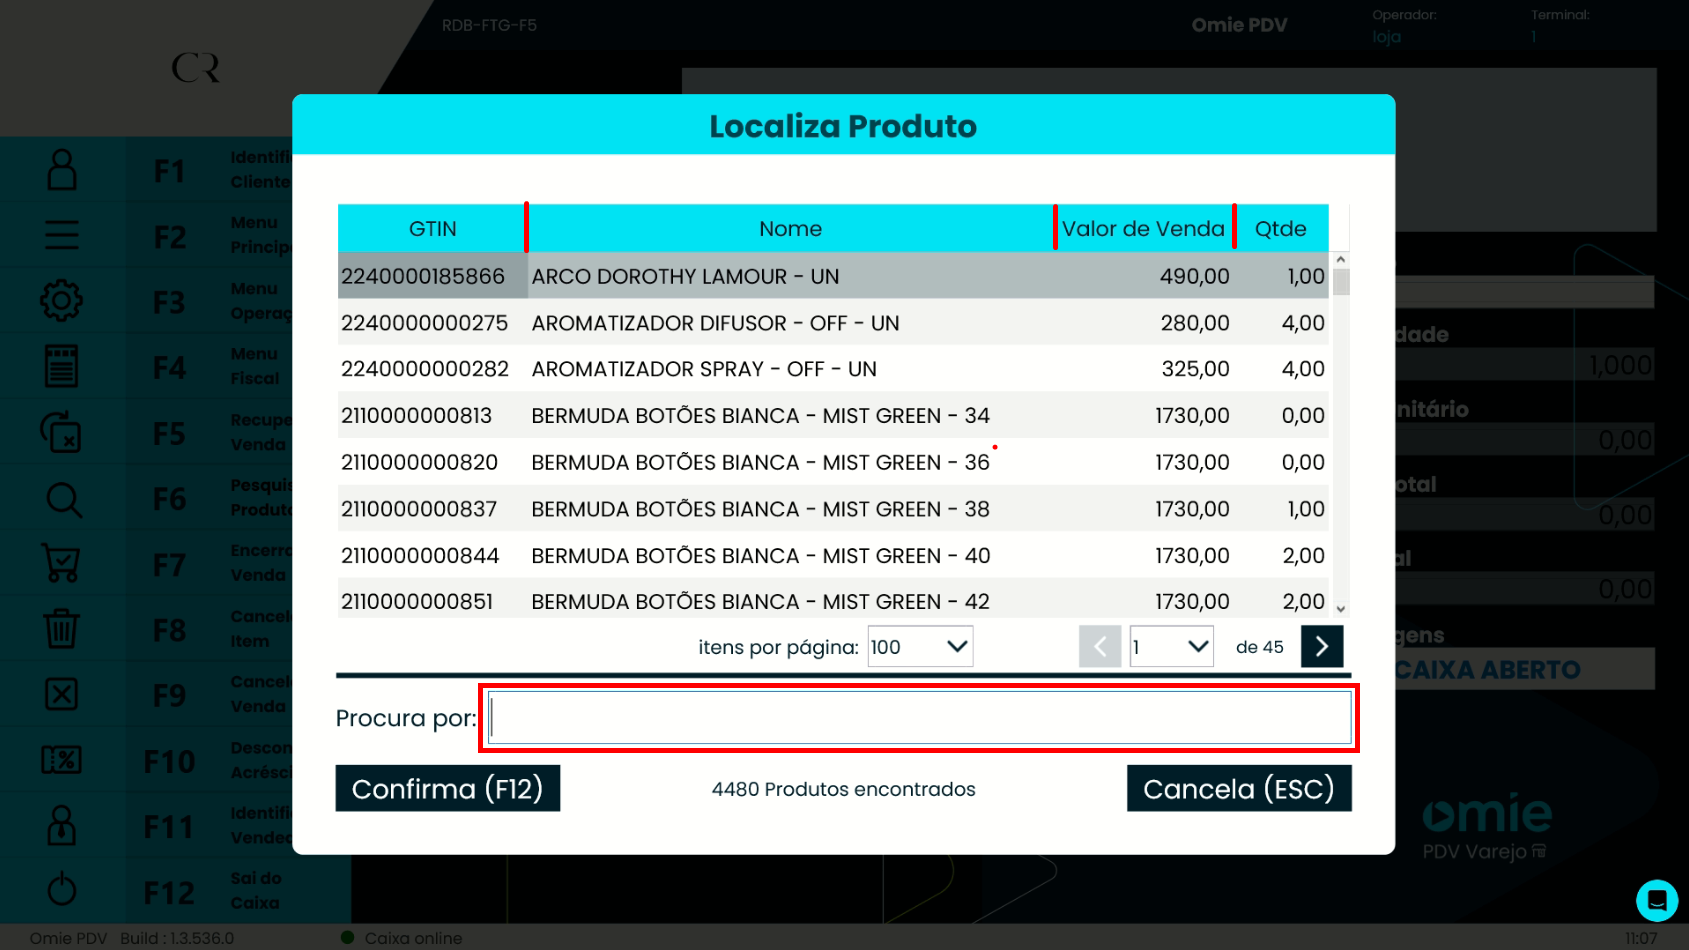 RDB-FTG-F5
Omie PDV
Operador:
loja
Terminal:
1
CR
Localiza Produto
GTIN Nome Valor de Venda Qtde
2240000185866 ARCO DOROTHY LAMOUR - UN 490,00 1,00
2240000000275 AROMATIZADOR DIFUSOR - OFF - UN 280,00 4,00
2240000000282 AROMATIZADOR SPRAY - OFF - UN 325,00 4,00
2110000000813 BERMUDA BOTÕES BIANCA - MIST GREEN - 34 1730,00 0,00
2110000000820 BERMUDA BOTÕES BIANCA - MIST GREEN - 36 1730,00 0,00
2110000000837 BERMUDA BOTÕES BIANCA - MIST GREEN - 38 1730,00 1,00
2110000000844 BERMUDA BOTÕES BIANCA - MIST GREEN - 40 1730,00 2,00
2110000000851 BERMUDA BOTÕES BIANCA - MIST GREEN - 42 1730,00 2,00
itens por página: 100 1 de 45
Procura por:
Confirma (F12) 4480 Produtos encontrados Cancela (ESC)
F1 Identifi
Cliente
F2 Menu
Principa
F3 Menu
Operaç
F4 Menu
Fiscal
F5 Recupe
Venda
F6 Pesquis
Produto
F7 Encerra
Venda
F8 Cancel
Item
F9 Cancel
Venda
F10 Descon
Acrésci
F11 Identifi
Vended
F12 Sai do
Caixa
dade
1,000
nitário
0,00
otal
0,00
al
0,00
gens
CAIXA ABERTO
omie
PDV Varejo
Omie PDV Build : 1.3.536.0 Caixa online 11:07